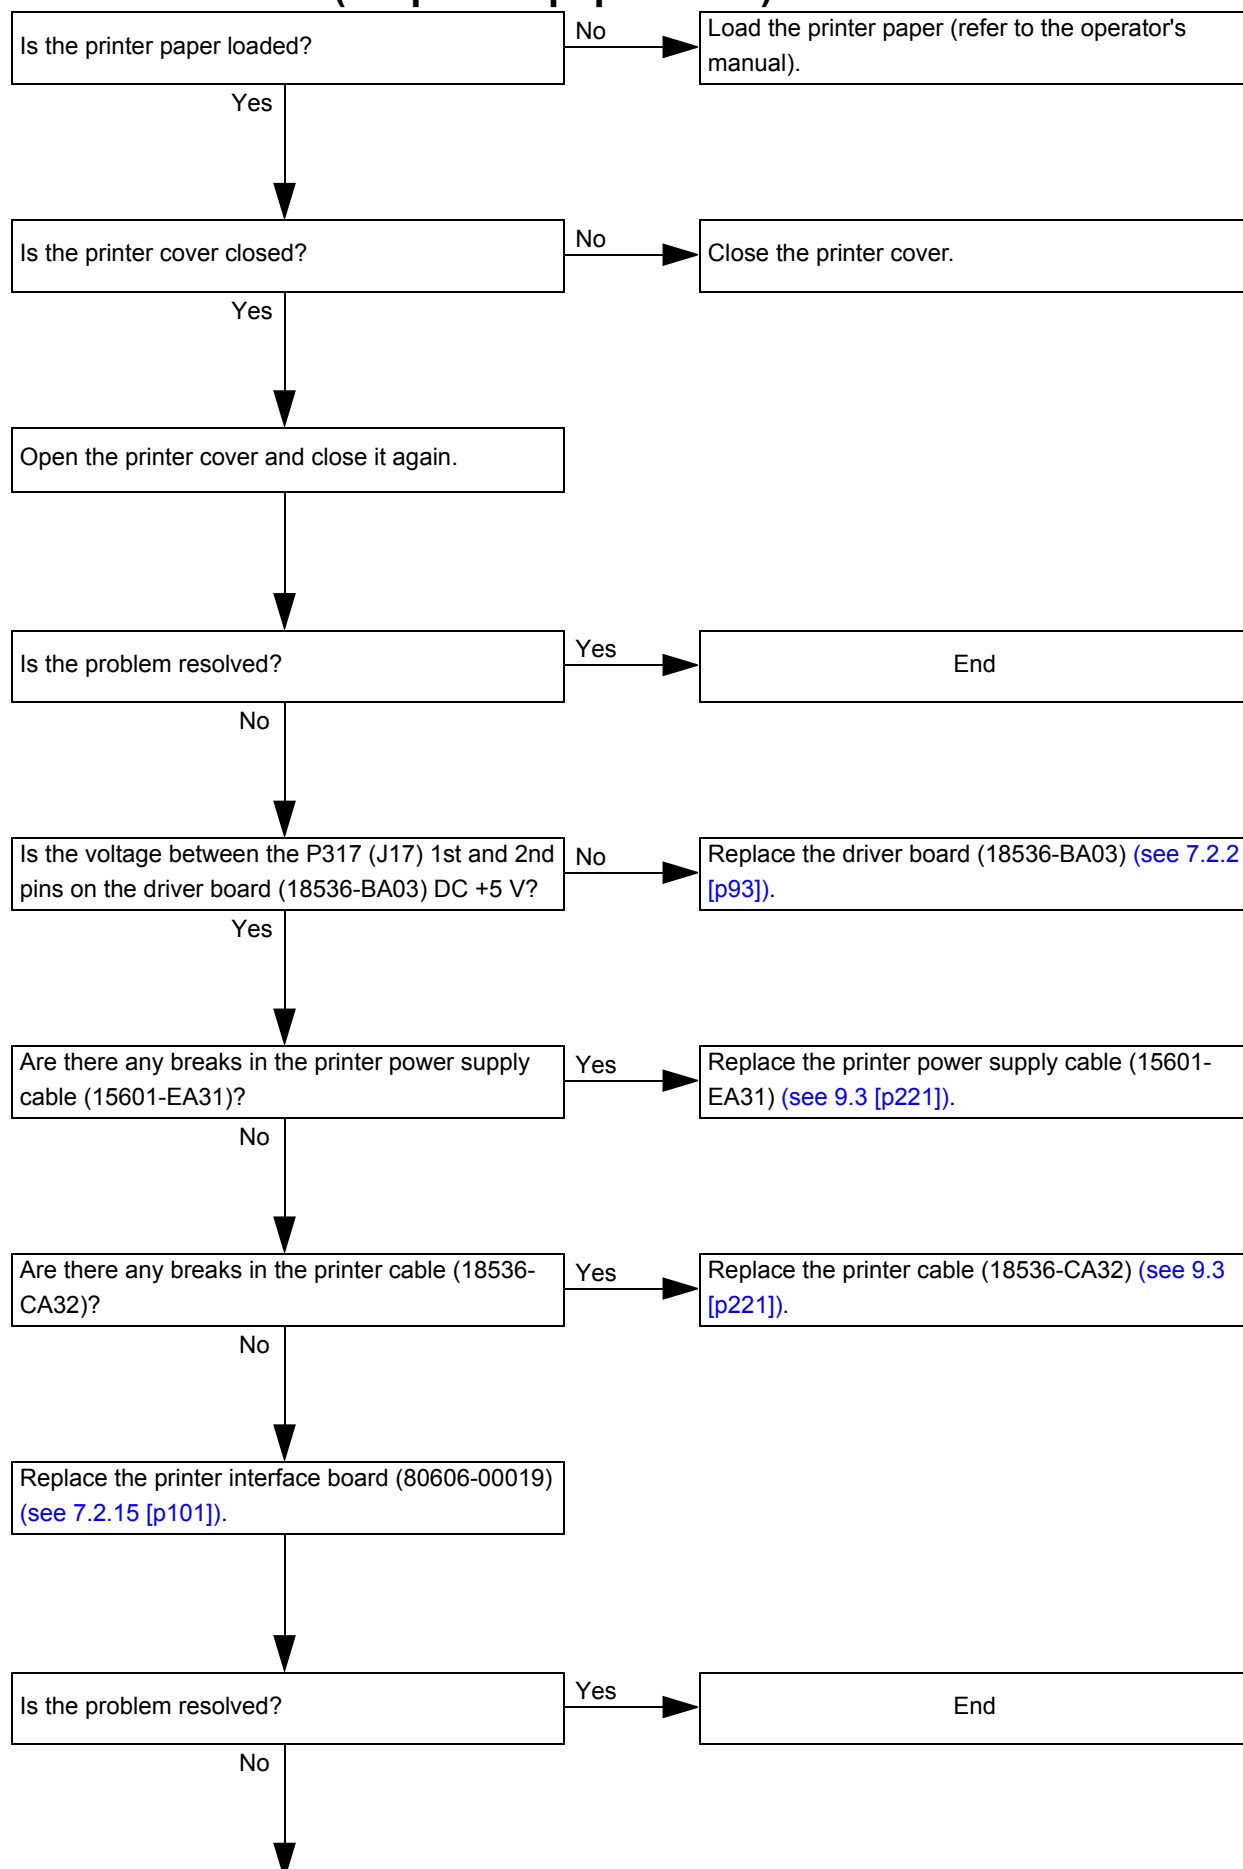 Is the printer paper loaded?
No
Load the printer paper (refer to the operator's
manual).
Yes
Is the printer cover closed?
No
Close the printer cover.
Yes
Open the printer cover and close it again.
Is the problem resolved?
Yes
End
No
Is the voltage between the P317 (J17) 1st and 2nd
pins on the driver board (18536-BA03) DC +5 V?
No
Replace the driver board (18536-BA03) (see 7.2.2
[p93]).
Yes
Are there any breaks in the printer power supply
cable (15601-EA31)?
Yes
Replace the printer power supply cable (15601-
EA31) (see 9.3 [p221]).
No
Are there any breaks in the printer cable (18536-
CA32)?
Yes
Replace the printer cable (18536-CA32) (see 9.3
[p221]).
No
Replace the printer interface board (80606-00019)
(see 7.2.15 [p101]).
Is the problem resolved?
Yes
End
No